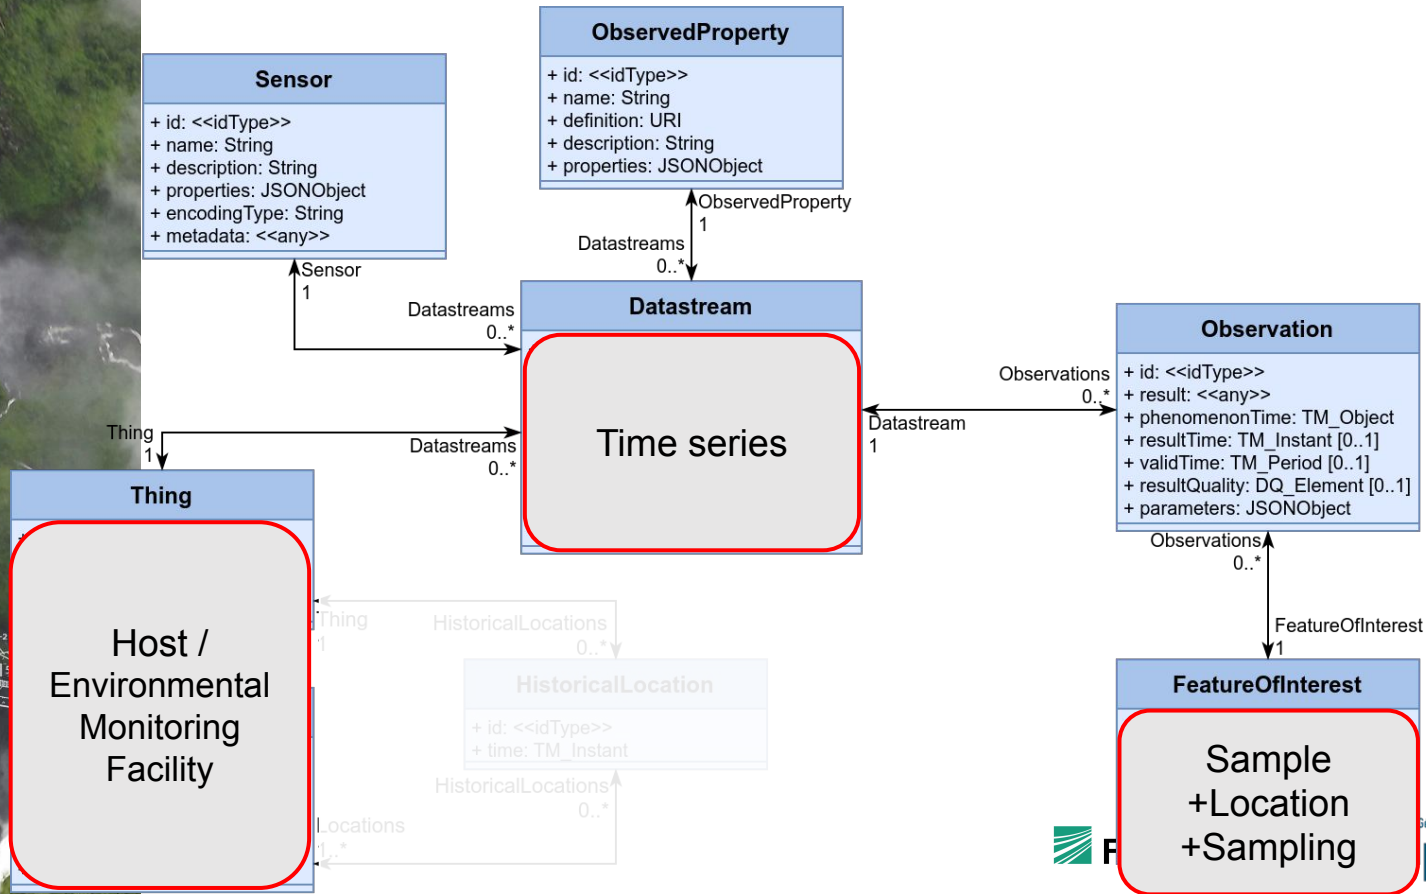 ObservedProperty
+ id: <<idType>>
+ name: String
+ definition: URI
+ description: String
+ properties: JSONObject
Sensor
+ id: <<idType>>
+ name: String
+ description: String
+ properties: JSONObject
+ encodingType: String
+ metadata: <<any>>
ObservedProperty
1
Datastreams
0..*
Sensor
1
Datastreams
0..*
Datastream
Time series
Observations
0..*
Datastream
1
Observation
+ id: <<idType>>
+ result: <<any>>
+ phenomenonTime: TM_Object
+ resultTime: TM_Instant [0..1]
+ validTime: TM_Period [0..1]
+ resultQuality: DQ_Element [0..1]
+ parameters: JSONObject
Thing
1
Datastreams
0..*
Thing
Host /
Environmental
Monitoring
Facility
Thing
1
HistoricalLocations
0..*
HistoricalLocation
+ id: <<idType>>
+ time: TM_Instant
HistoricalLocations
0..*
Locations
1..*
Observations
0..*
FeatureOfInterest
1
FeatureOfInterest
Sample
+Location
+Sampling
F